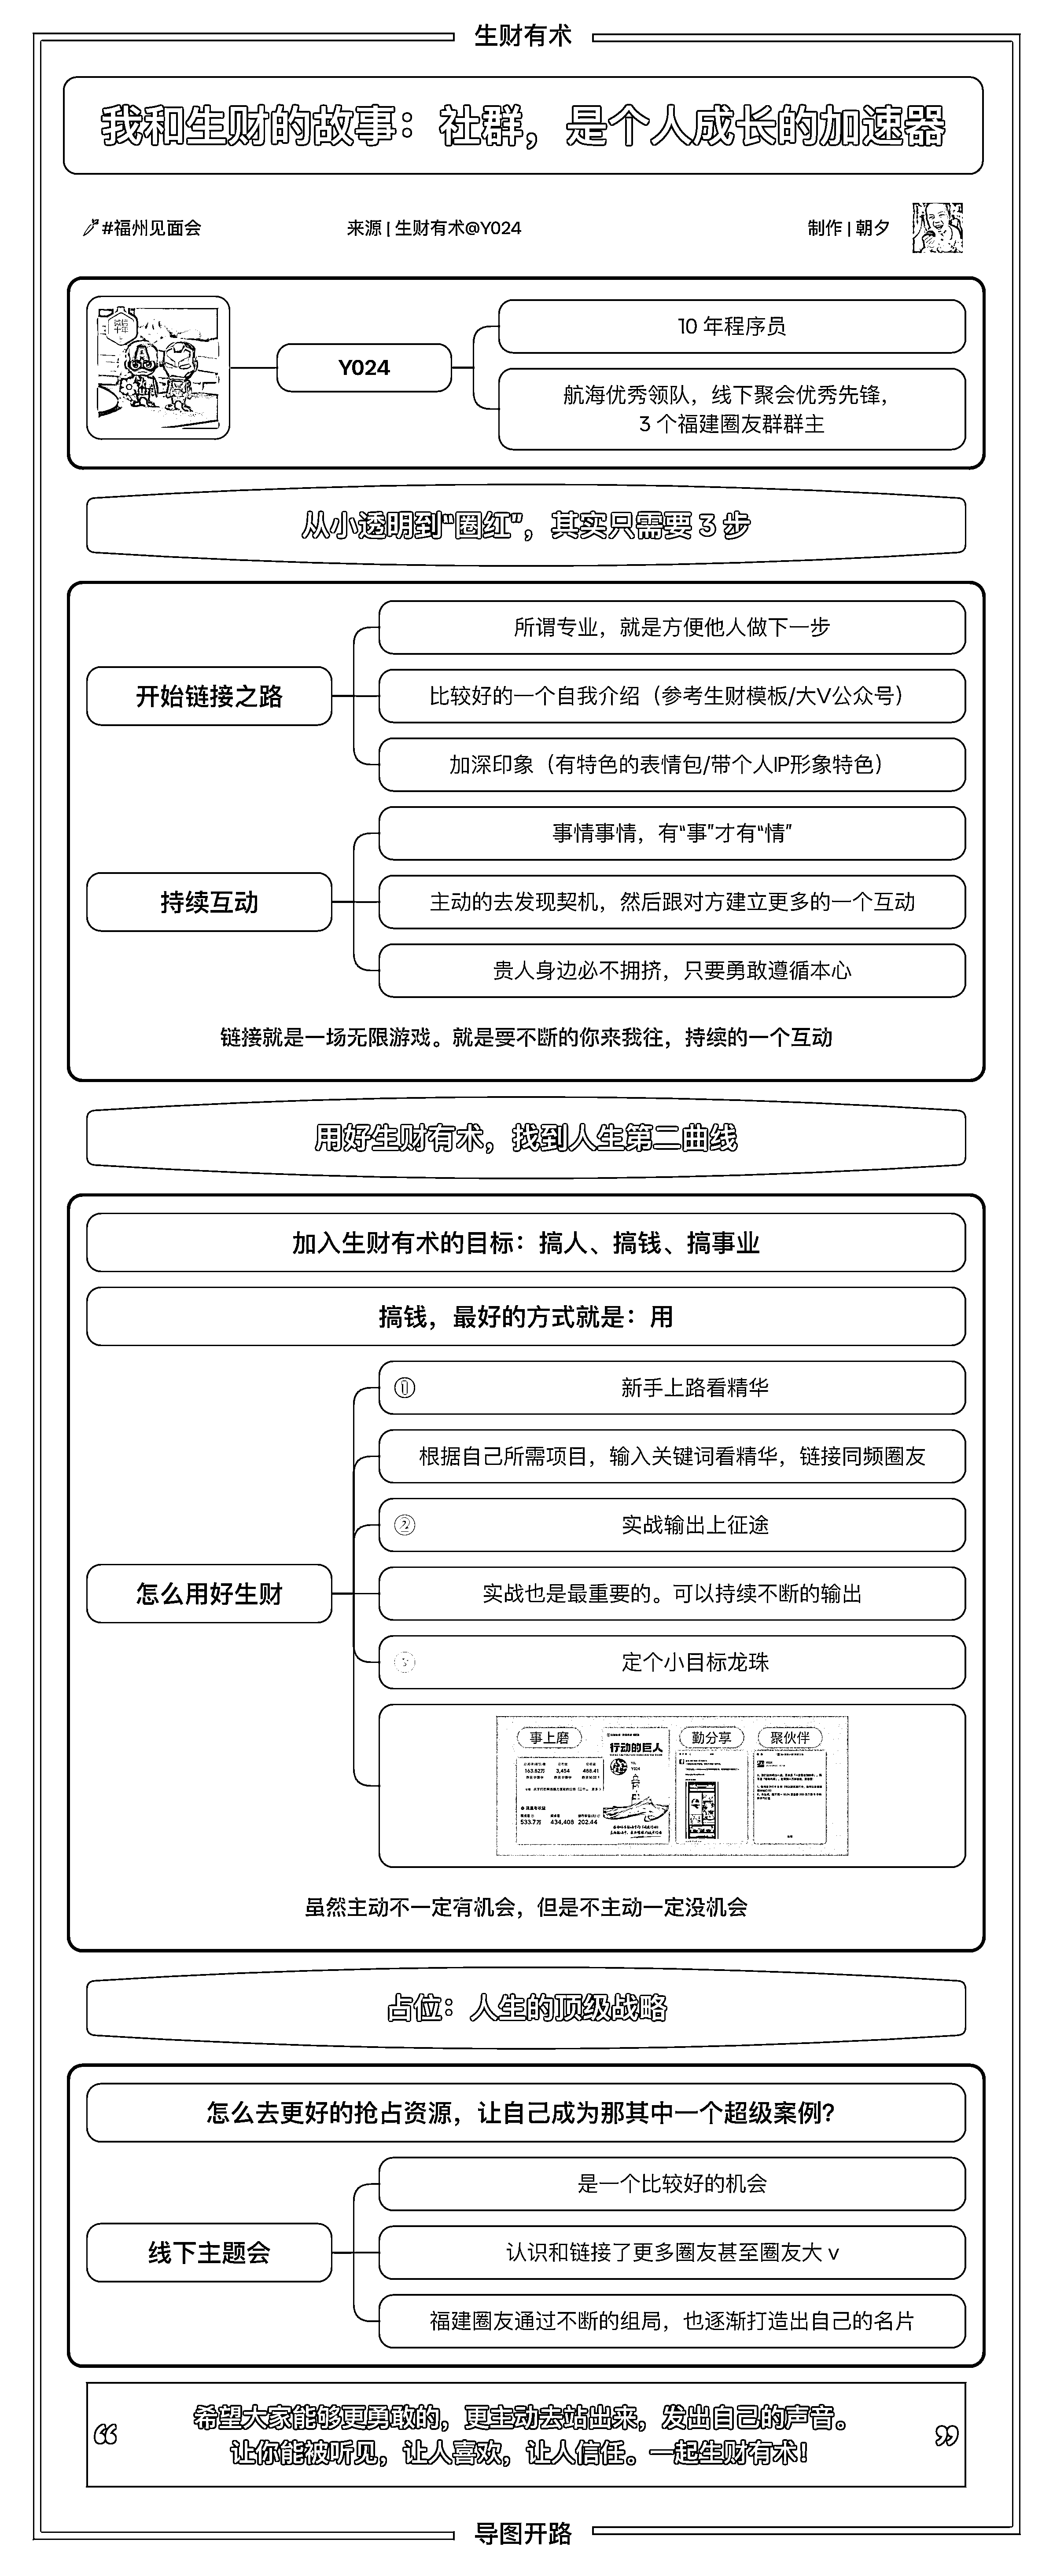 生财有术
我和生财的故事：社群，是个人成长的加速器
#福州见面会
来源 | 生财有术@Y024
制作 | 朝夕
Y024
10 年程序员
航海优秀领队，线下聚会优秀先锋，
3 个福建圈友群群主
从小透明到“圈红”，其实只需要 3 步
开始链接之路
所谓专业，就是方便他人做下一步
比较好的一个自我介绍（参考生财模板/大V公众号）
加深印象（有特色的表情包/带个人IP形象特色）
持续互动
事情事情，有“事”才有“情”
主动的去发现契机，然后跟对方建立更多的一个互动
贵人身边必不拥挤，只要勇敢遵循本心
链接就是一场无限游戏。就是要不断的你来我往，持续的一个互动
用好生财有术，找到人生第二曲线
加入生财有术的目标：搞人、搞钱、搞事业
搞钱，最好的方式就是：用
怎么用好生财
① 新手上路看精华
根据自己所需项目，输入关键词看精华，链接同频圈友
② 实战输出上征途
实战也是最重要的。可以持续不断的输出
定个小目标龙珠
事上磨
行动的巨人
勤分享
聚伙伴
163.82万 3,454 488.41
533.7万 434,408 202.44
虽然主动不一定有机会，但是不主动一定没机会
占位：人生的顶级战略
怎么去更好的抢占资源，让自己成为那其中一个超级案例？
线下主题会
是一个比较好的机会
认识和链接了更多圈友甚至圈友大 v
福建圈友通过不断的组局，也逐渐打造出自己的名片
希望大家能够更勇敢的，更主动去站出来，发出自己的声音。
让你能被听见，让人喜欢，让人信任。一起生财有术！
导图开路